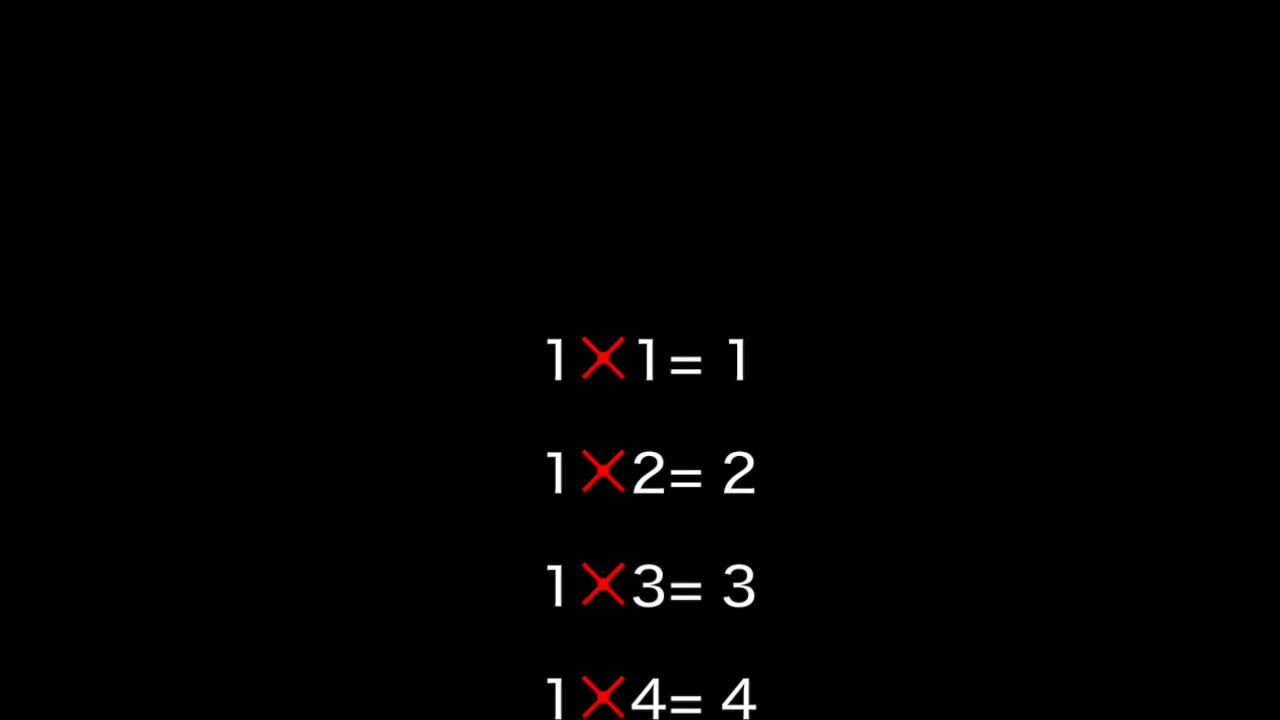 1×1= 1
1×2= 2
1×3= 3
1×4= 4